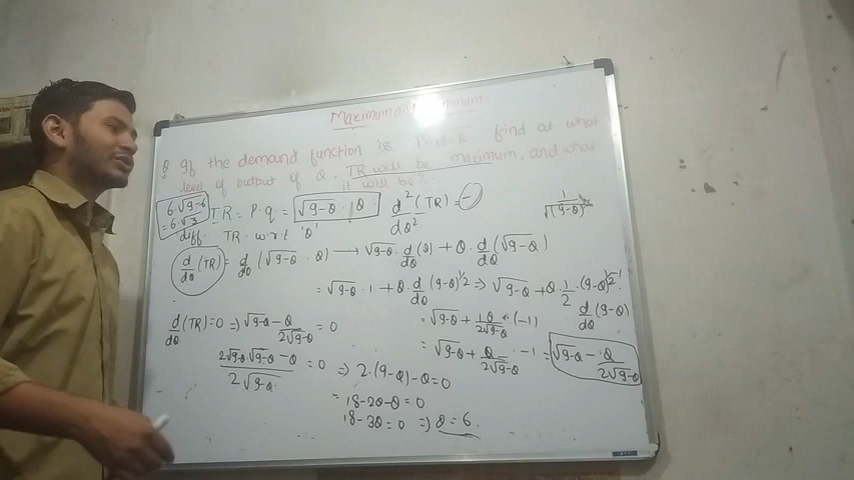 Maximum
Q If the demand function is P= find at what
level of output of Q, TR will be maximum, and what
it will be?
6·√9-6
= 6·√3
TR = P·q = √9-Q · Q
d²/dQ² (TR) = -
diff. TR w r t 'Q'
d/dQ (TR) = d/dQ (√9-Q · Q) → √9-Q · d/dQ (Q) + Q · d/dQ (√9-Q)
= √9-Q · 1 + Q · d/dQ (9-Q)^1/2 ⇒ √9-Q + Q · 1/2 · (9-Q)^1/2 -1 d/dQ (9-Q)
= √9-Q + 1Q/2√9-Q · (-1)
= √9-Q + Q/2√9-Q · -1 = √9-Q - Q/2√9-Q
d/dQ (TR) = 0 ⇒ √9-Q - Q/2√9-Q = 0
2√9-Q·√9-Q - Q/2√9-Q = 0 ⇒ 2·(9-Q) - Q = 0
= 18-2Q-Q = 0
18-3Q = 0 ⇒ Q = 6